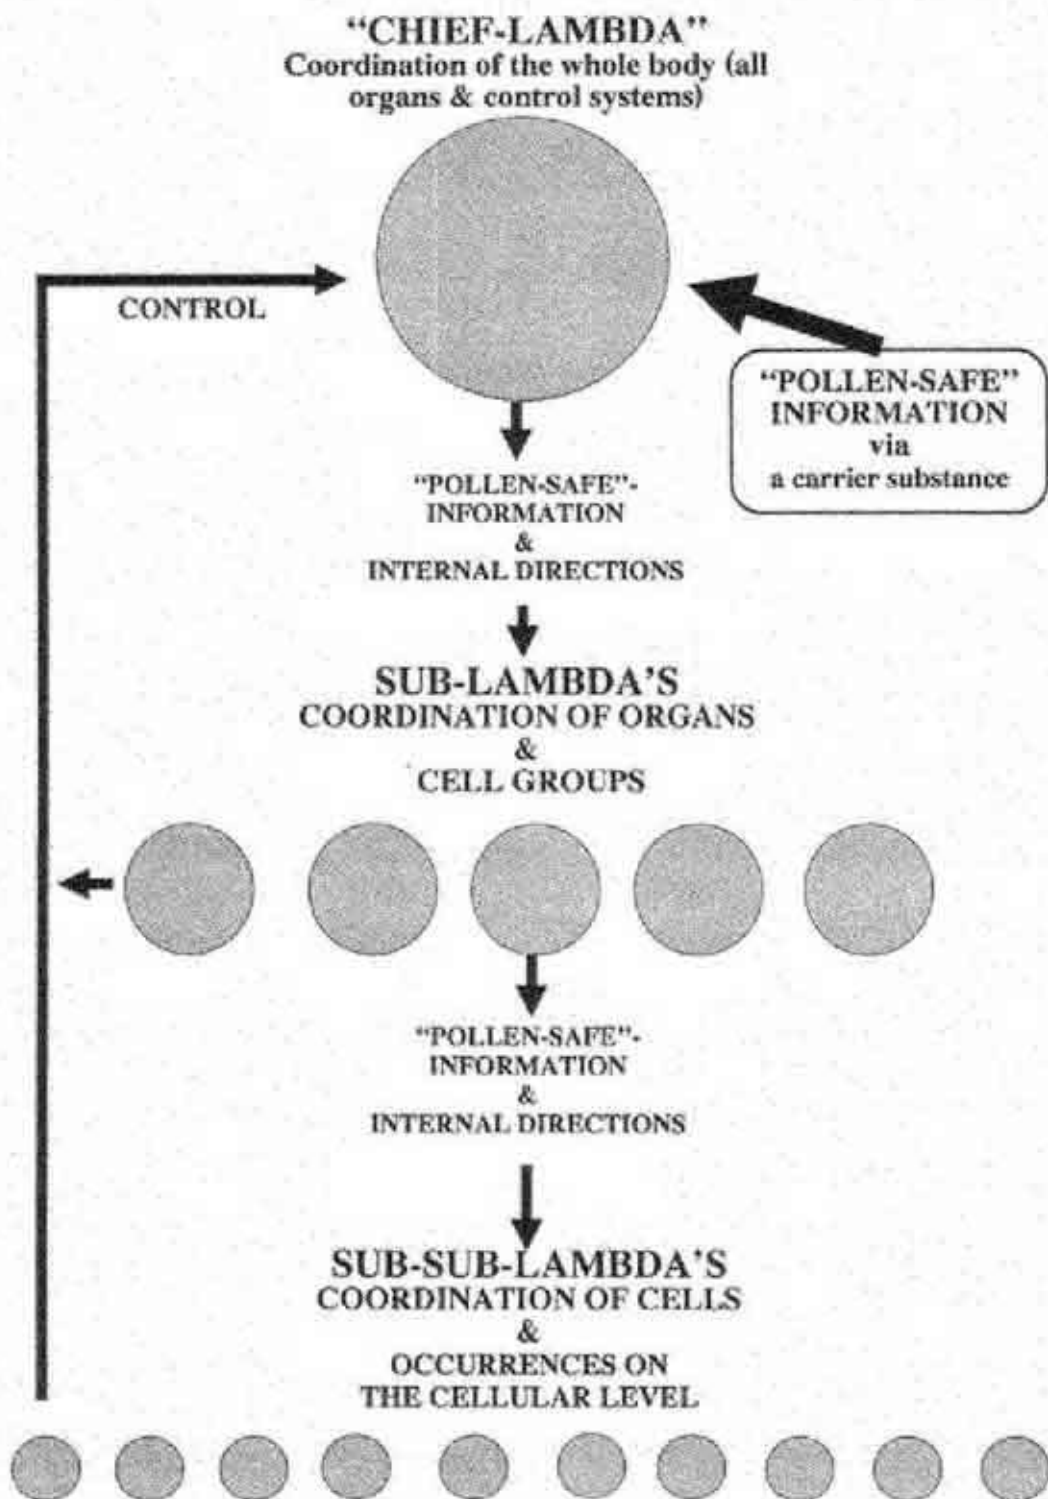 “CHIEF-LAMBDA”
Coordination of the whole body (all
organs & control systems)
CONTROL
“POLLEN-SAFE”
INFORMATION
via
a carrier substance
“POLLEN-SAFE”-
INFORMATION
&
INTERNAL DIRECTIONS
SUB-LAMBDA’S
COORDINATION OF ORGANS
&
CELL GROUPS
“POLLEN-SAFE”-
INFORMATION
&
INTERNAL DIRECTIONS
SUB-SUB-LAMBDA’S
COORDINATION OF CELLS
&
OCCURRENCES ON
THE CELLULAR LEVEL